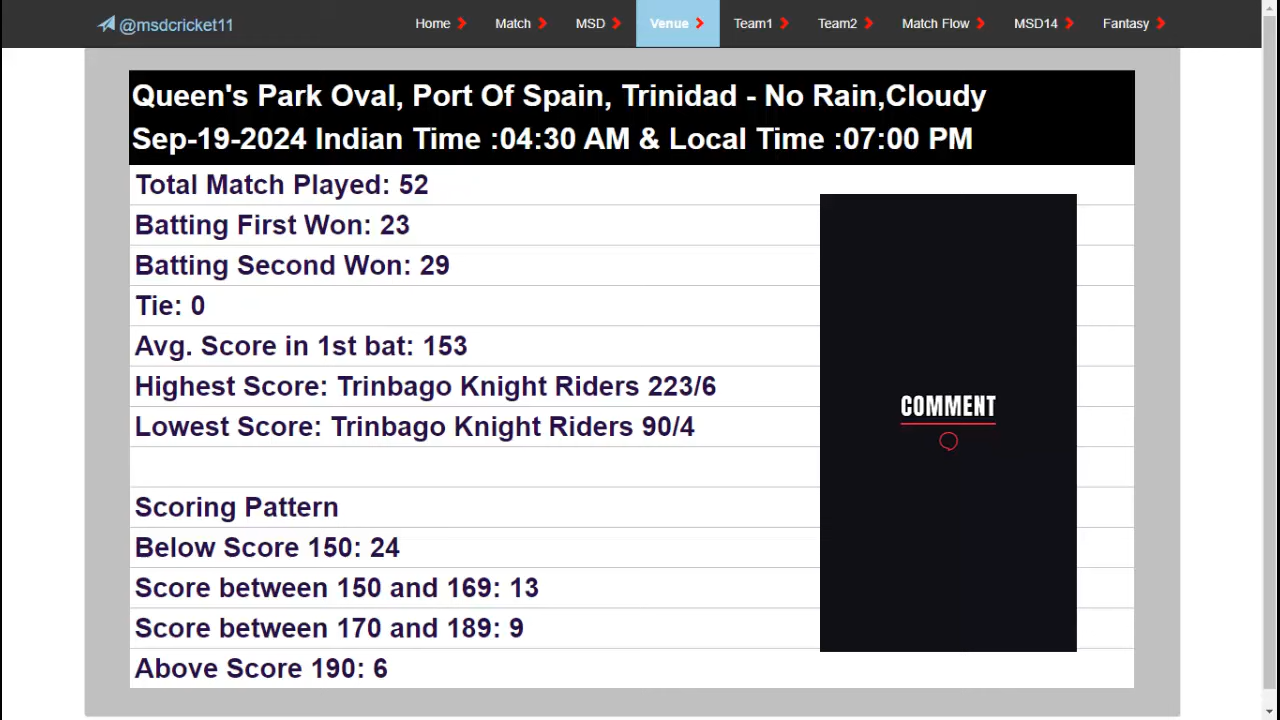 @msdcricket11 Home Match MSD Venue Team1 Team2 Match Flow MSD14 Fantasy
Queen's Park Oval, Port Of Spain, Trinidad - No Rain,Cloudy
Sep-19-2024 Indian Time :04:30 AM & Local Time :07:00 PM
Total Match Played: 52
Batting First Won: 23
Batting Second Won: 29
Tie: 0
Avg. Score in 1st bat: 153
Highest Score: Trinbago Knight Riders 223/6
Lowest Score: Trinbago Knight Riders 90/4
COMMENT
Scoring Pattern
Below Score 150: 24
Score between 150 and 169: 13
Score between 170 and 189: 9
Above Score 190: 6